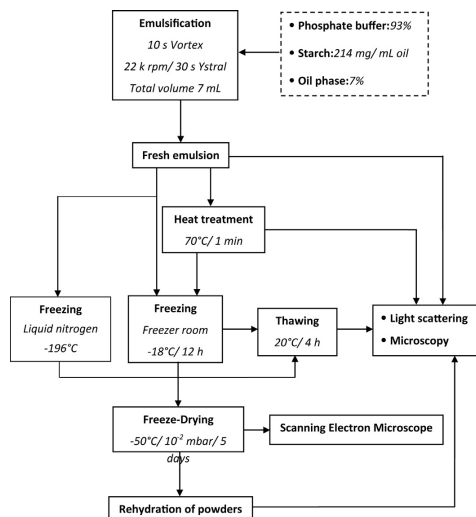 Emulsification
10 s Vortex
22 k rpm/ 30 s Ystral
Total volume 7 mL
• Phosphate buffer:93%
• Starch:214 mg/ mL oil
• Oil phase:7%
Fresh emulsion
Heat treatment
70°C/ 1 min
Freezing
Liquid nitrogen
-196°C
Freezing
Freezer room
-18°C/ 12 h
Thawing
20°C/ 4 h
• Light scattering
• Microscopy
Freeze-Drying
-50°C/ 10⁻² mbar/ 5
days
Scanning Electron Microscope
Rehydration of powders